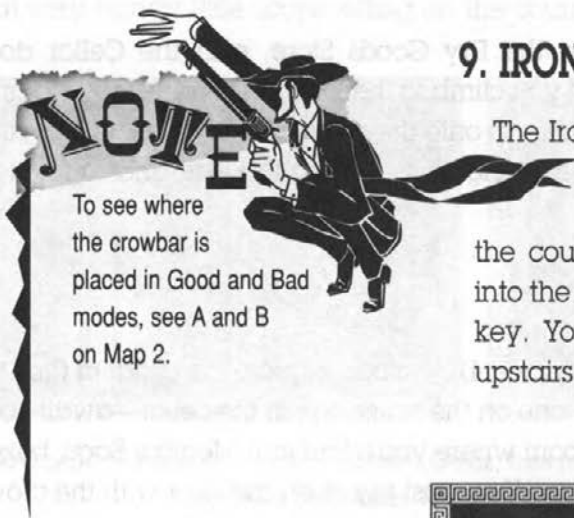 NOTE
To see where
the crowbar is
placed in Good and Bad
modes, see A and B
on Map 2.
9. IRON
The Iro
the cou
into the
key. Yo
upstairs